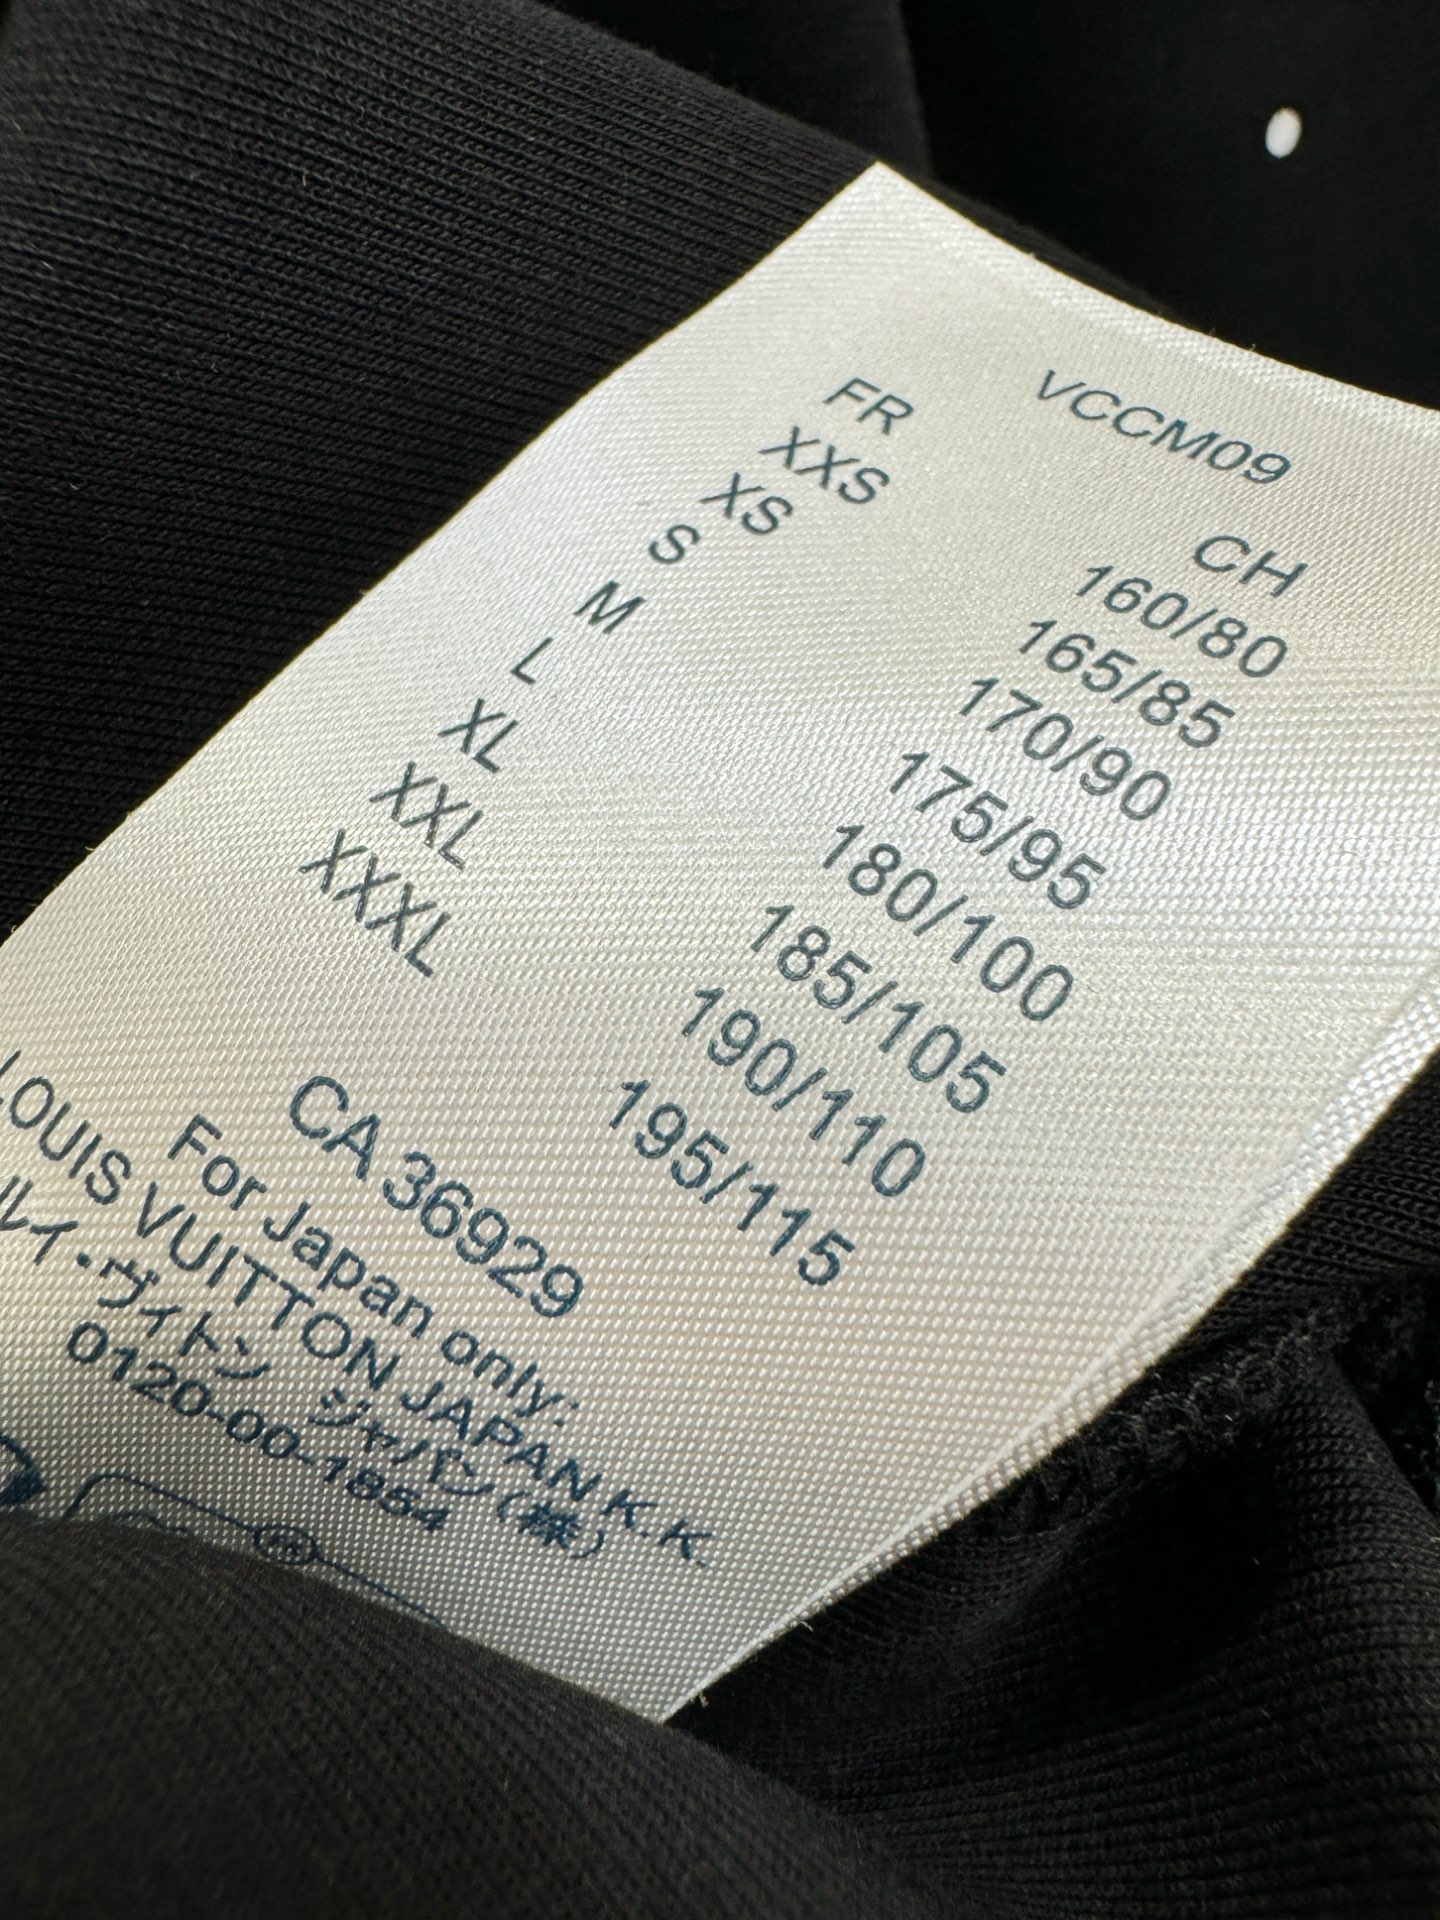 VCCM09
FR CH
XXS 160/80
XS 165/85
S 170/90
M 175/95
L 180/100
XL 185/105
XXL 190/110
XXXL 195/115
CA 36929
For Japan only:
LOUIS VUITTON JAPAN K.K.
ルイ・ヴィトン ジャパン(株)
0120-00-1854